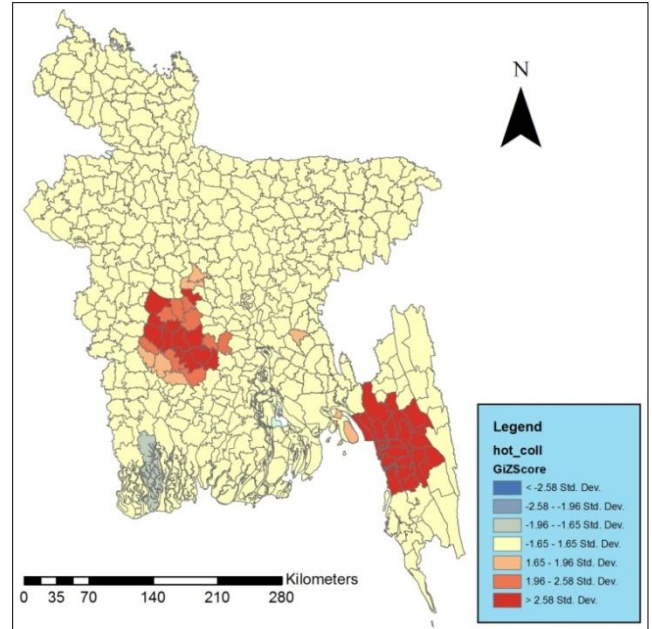 N
Legend
hot_coll
GiZScore
< -2.58 Std. Dev.
-2.58 - -1.96 Std. Dev.
-1.96 - -1.65 Std. Dev.
-1.65 - 1.65 Std. Dev.
1.65 - 1.96 Std. Dev.
1.96 - 2.58 Std. Dev.
> 2.58 Std. Dev.
Kilometers
0 35 70 140 210 280